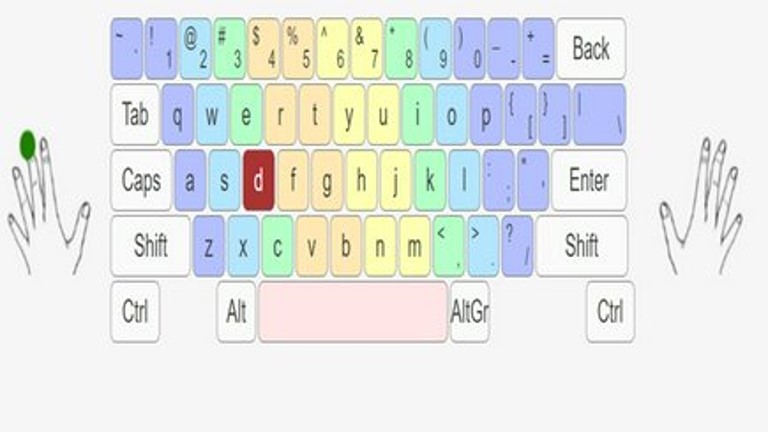 ~ ` ! 1 @ 2 # 3 $ 4 % 5 ^ 6 & 7 * 8 ( 9 ) 0 _ - + = Back
Tab q w e r t y u i o p { [ } ] | \
Caps a s d f g h j k l : ; " ' Enter
Shift z x c v b n m < , > . ? / Shift
Ctrl Alt AltGr Ctrl